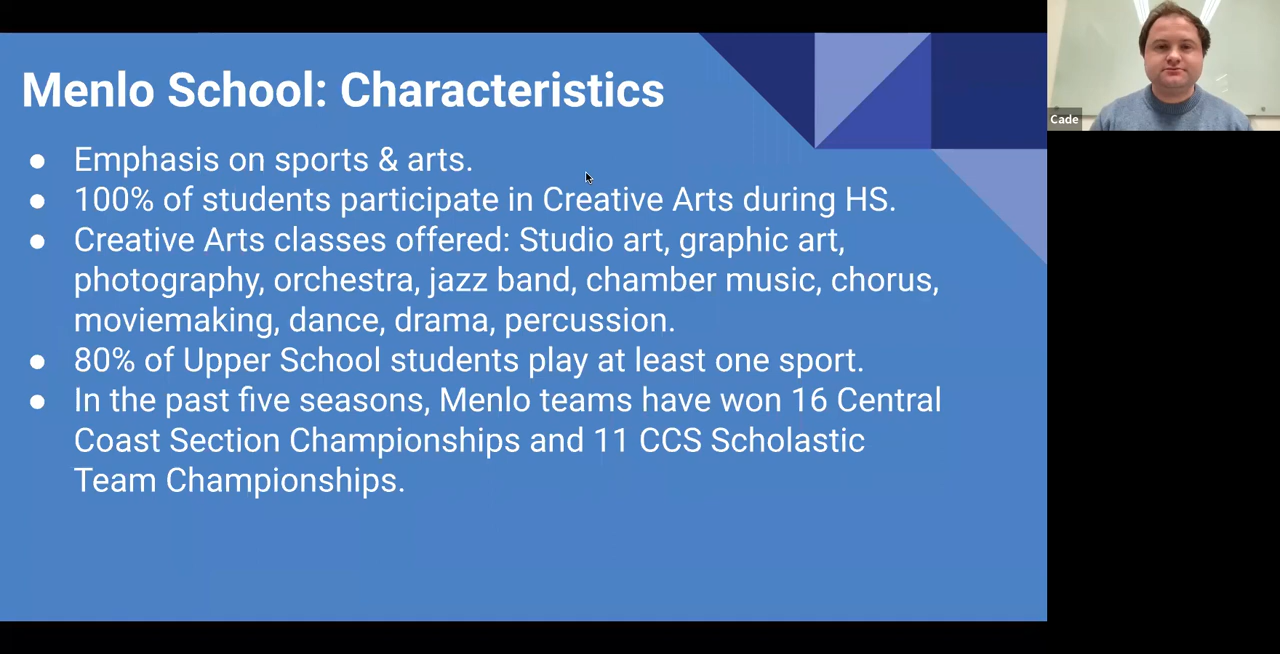 Menlo School: Characteristics
● Emphasis on sports & arts.
● 100% of students participate in Creative Arts during HS.
● Creative Arts classes offered: Studio art, graphic art,
photography, orchestra, jazz band, chamber music, chorus,
moviemaking, dance, drama, percussion.
● 80% of Upper School students play at least one sport.
● In the past five seasons, Menlo teams have won 16 Central
Coast Section Championships and 11 CCS Scholastic
Team Championships.
Cade